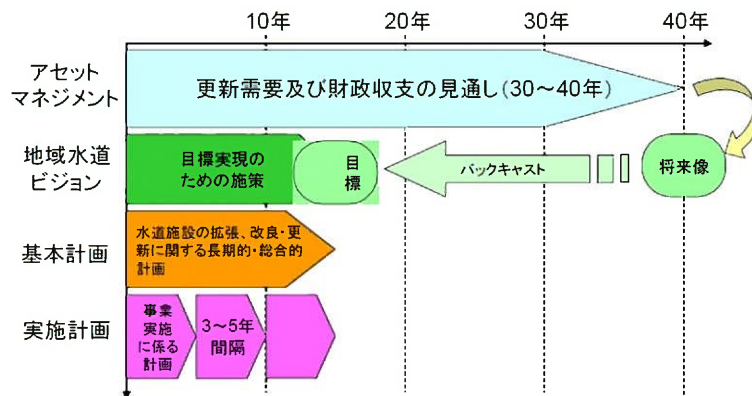 10年
20年
30年
40年
アセット
マネジメント
更新需要及び財政収支の見通し(30~40年)
地域水道
ビジョン
目標実現の
ための施策
目
標
バックキャスト
将来像
基本計画
水道施設の拡張、改良・更
新に関する長期的・総合的
計画
実施計画
事業
実施
に係る
計画
3~5年
間隔